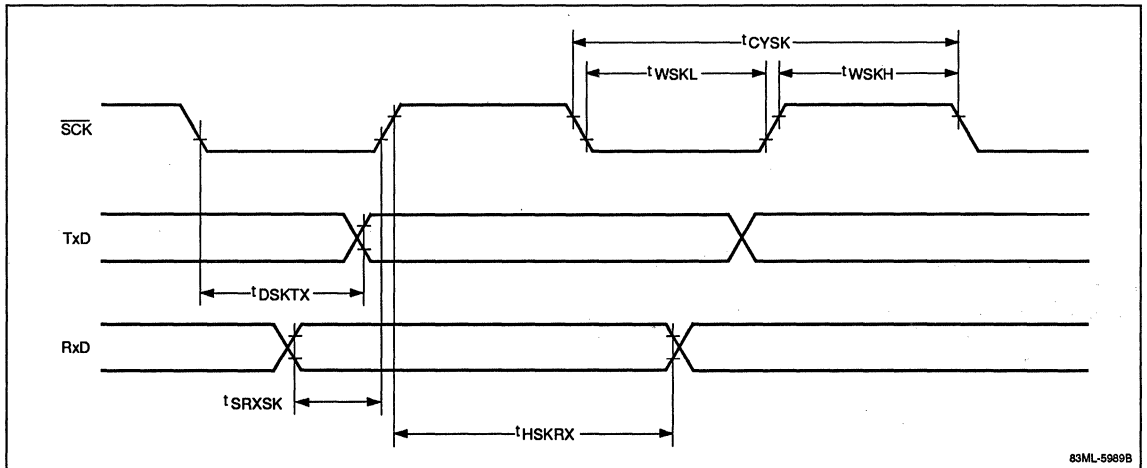 tCYSK
tWSKL
tWSKH
SCK
TxD
tDSKTX
RxD
tSRXSK
tHSKRX
83ML-5989B